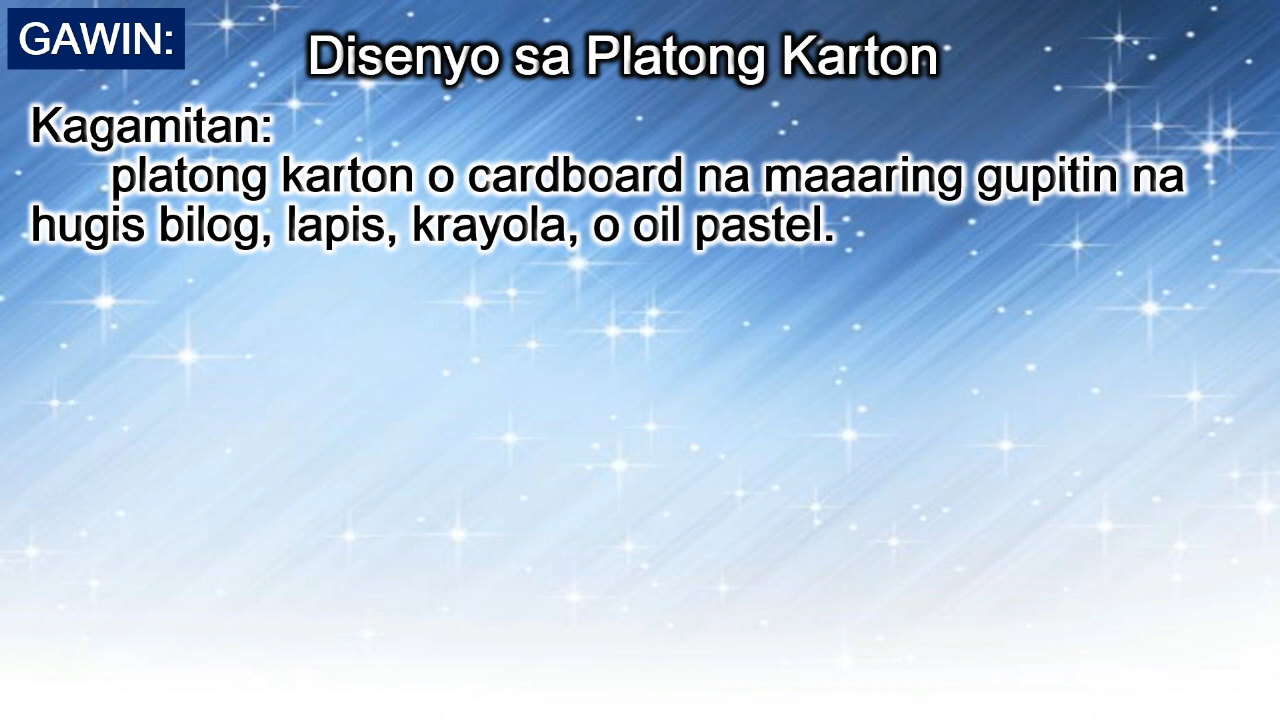 GAWIN:
Disenyo sa Platong Karton
Kagamitan:
platong karton o cardboard na maaaring gupitin na
hugis bilog, lapis, krayola, o oil pastel.